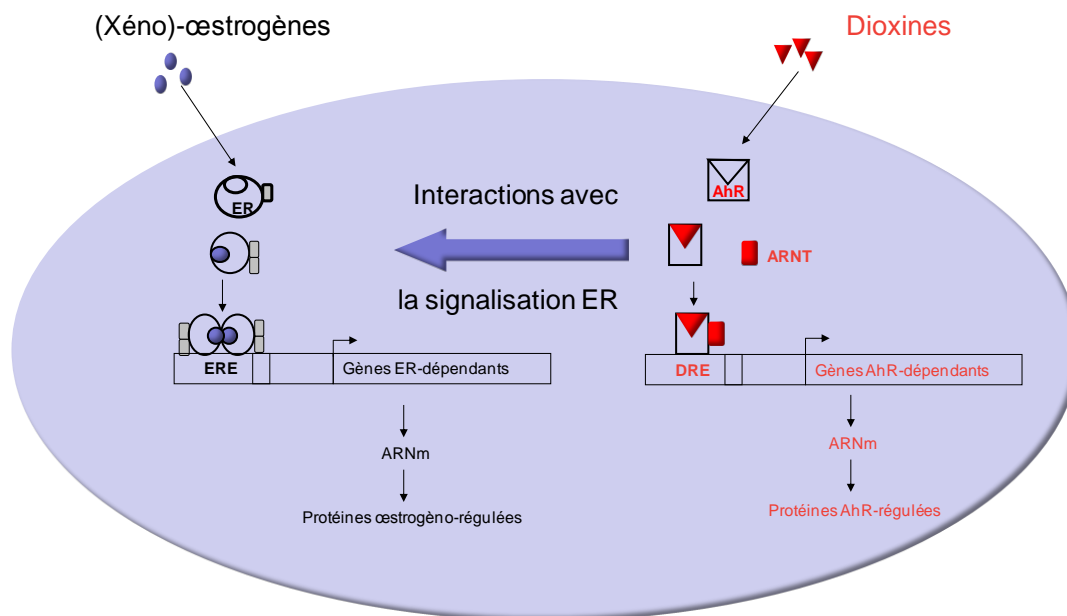 (Xéno)-œstrogènes
Dioxines
ER
AhR
Interactions avec
la signalisation ER
ARNT
ERE
Gènes ER-dépendants
DRE
Gènes AhR-dépendants
ARNm
ARNm
Protéines œstrogèno-régulées
Protéines AhR-régulées